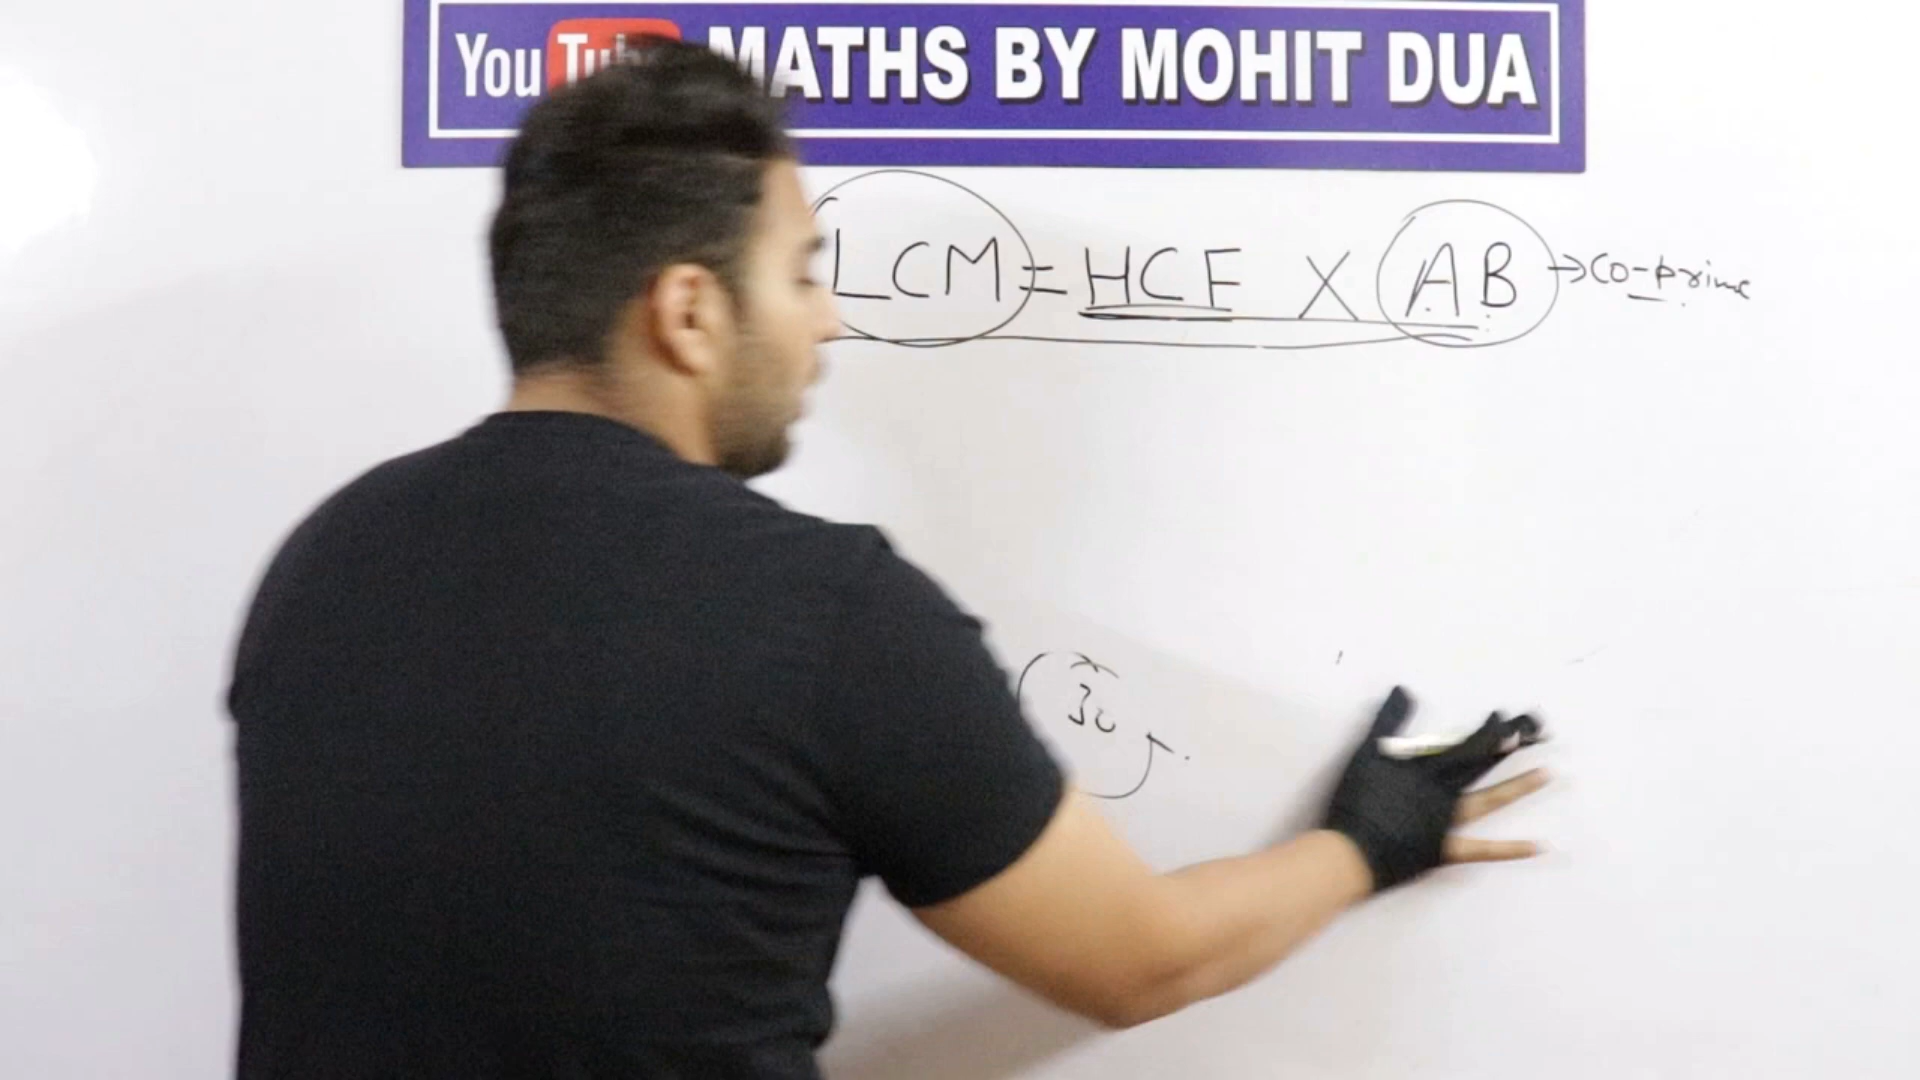 YouTube MATHS BY MOHIT DUA
LCM = HCF X AB → Co-prime
30